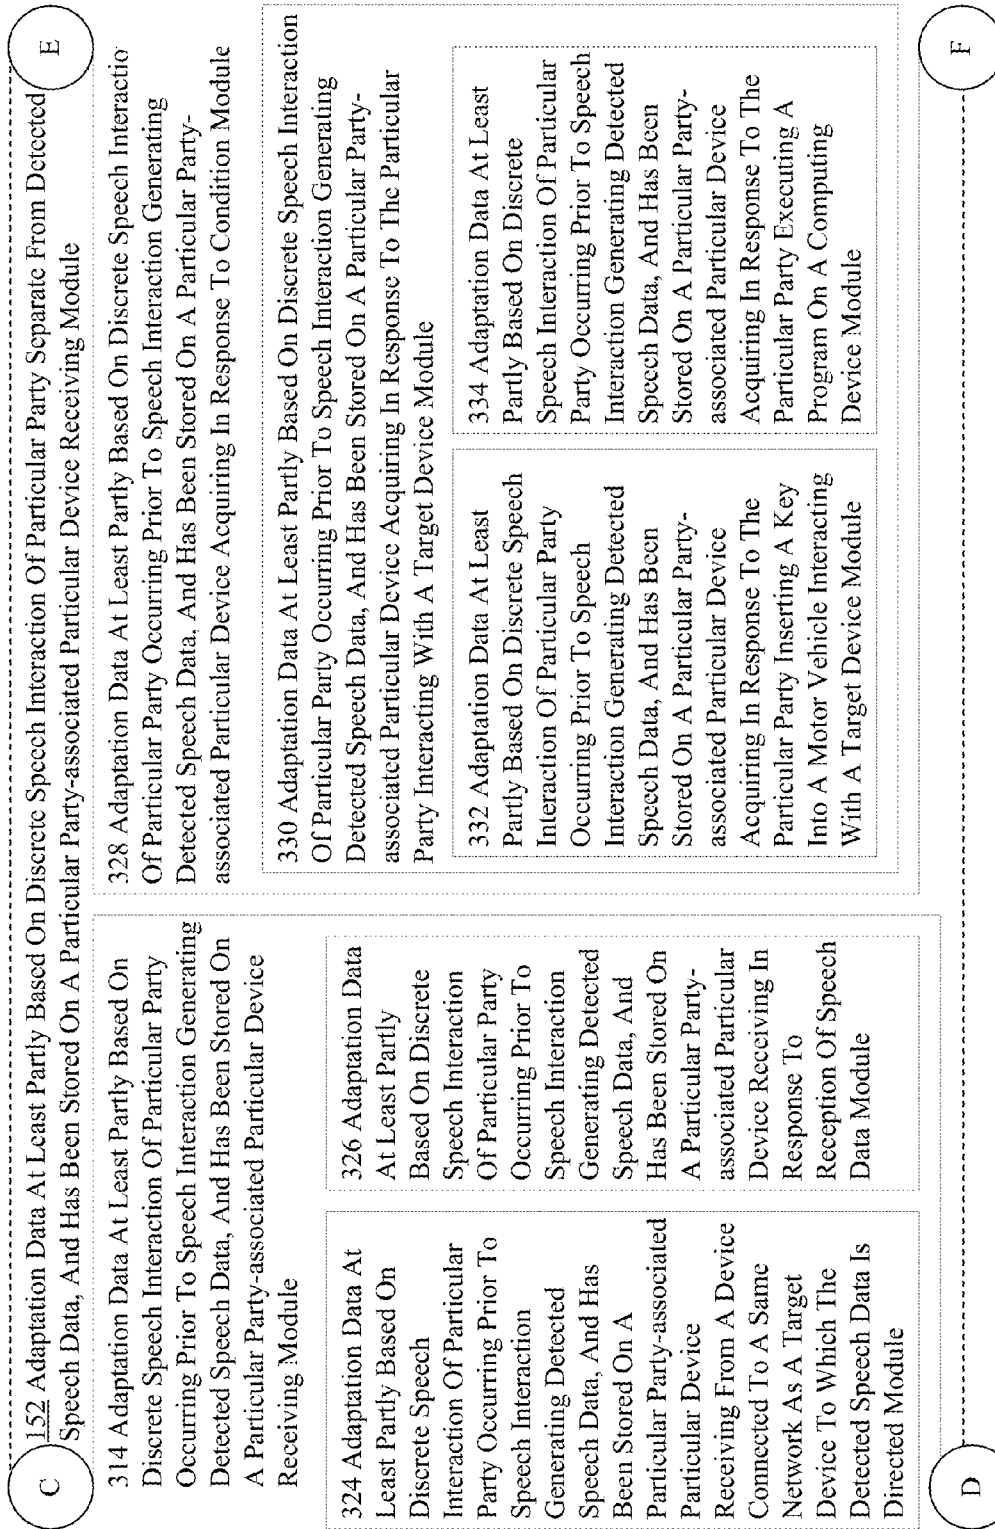 C
E
152 Adaptation Data At Least Partly Based On Discrete Speech Interaction Of Particular Party Separate From Detected
Speech Data, And Has Been Stored On A Particular Party-associated Particular Device Receiving Module
314 Adaptation Data At Least Partly Based On
Discrete Speech Interaction Of Particular Party
Occurring Prior To Speech Interaction Generating
Detected Speech Data, And Has Been Stored On
A Particular Party-associated Particular Device
Receiving Module
324 Adaptation Data At
Least Partly Based On
Discrete Speech
Interaction Of Particular
Party Occurring Prior To
Speech Interaction
Generating Detected
Speech Data, And Has
Been Stored On A
Particular Party-associated
Particular Device
Receiving From A Device
Connected To A Same
Network As A Target
Device To Which The
Detected Speech Data Is
Directed Module
326 Adaptation Data
At Least Partly
Based On Discrete
Speech Interaction
Of Particular Party
Occurring Prior To
Speech Interaction
Generating Detected
Speech Data, And
Has Been Stored On
A Particular Party-
associated Particular
Device Receiving In
Response To
Reception Of Speech
Data Module
328 Adaptation Data At Least Partly Based On Discrete Speech Interactio
Of Particular Party Occurring Prior To Speech Interaction Generating
Detected Speech Data, And Has Been Stored On A Particular Party-
associated Particular Device Acquiring In Response To Condition Module
330 Adaptation Data At Least Partly Based On Discrete Speech Interaction
Of Particular Party Occurring Prior To Speech Interaction Generating
Detected Speech Data, And Has Been Stored On A Particular Party-
associated Particular Device Acquiring In Response To The Particular
Party Interacting With A Target Device Module
332 Adaptation Data At Least
Partly Based On Discrete Speech
Interaction Of Particular Party
Occurring Prior To Speech
Interaction Generating Detected
Speech Data, And Has Been
Stored On A Particular Party-
associated Particular Device
Acquiring In Response To The
Particular Party Inserting A Key
Into A Motor Vehicle Interacting
With A Target Device Module
334 Adaptation Data At Least
Partly Based On Discrete
Speech Interaction Of Particular
Party Occurring Prior To Speech
Interaction Generating Detected
Speech Data, And Has Been
Stored On A Particular Party-
associated Particular Device
Acquiring In Response To The
Particular Party Executing A
Program On A Computing
Device Module
D
F